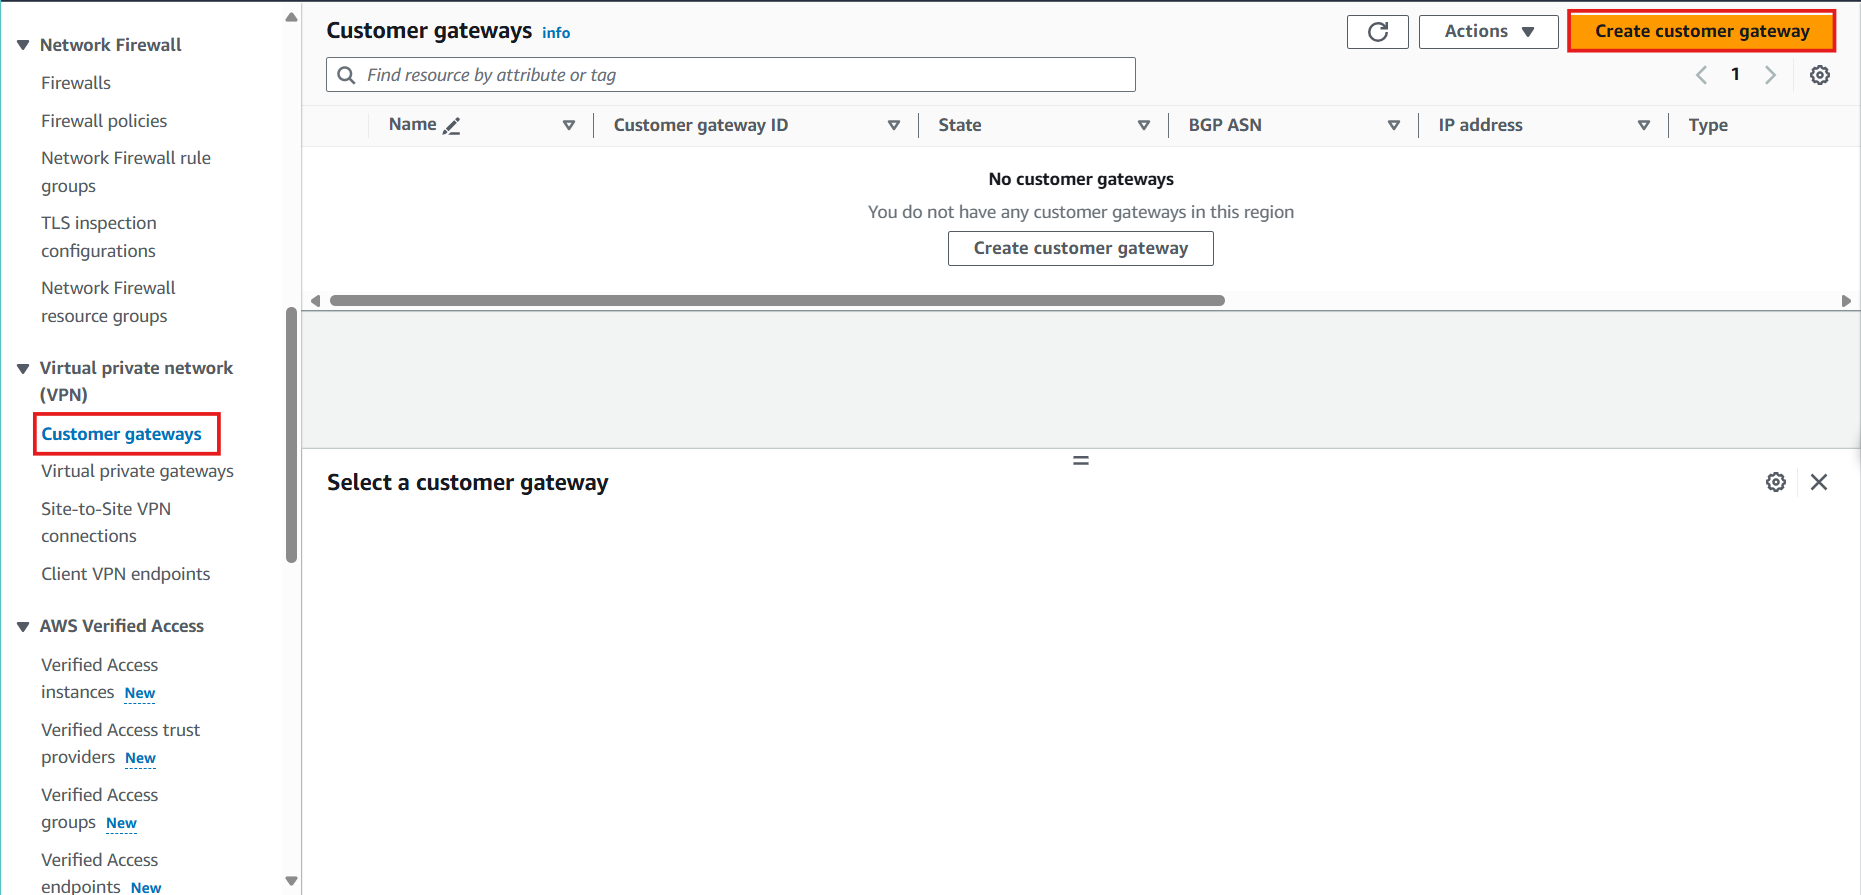 Network Firewall
Firewalls
Firewall policies
Network Firewall rule
groups
TLS inspection
configurations
Network Firewall
resource groups
Virtual private network
(VPN)
Customer gateways
Virtual private gateways
Site-to-Site VPN
connections
Client VPN endpoints
AWS Verified Access
Verified Access
instances New
Verified Access trust
providers New
Verified Access
groups New
Verified Access
endpoints New
Customer gateways info
Actions
Create customer gateway
Find resource by attribute or tag
1
Name Customer gateway ID State BGP ASN IP address Type
No customer gateways
You do not have any customer gateways in this region
Create customer gateway
Select a customer gateway